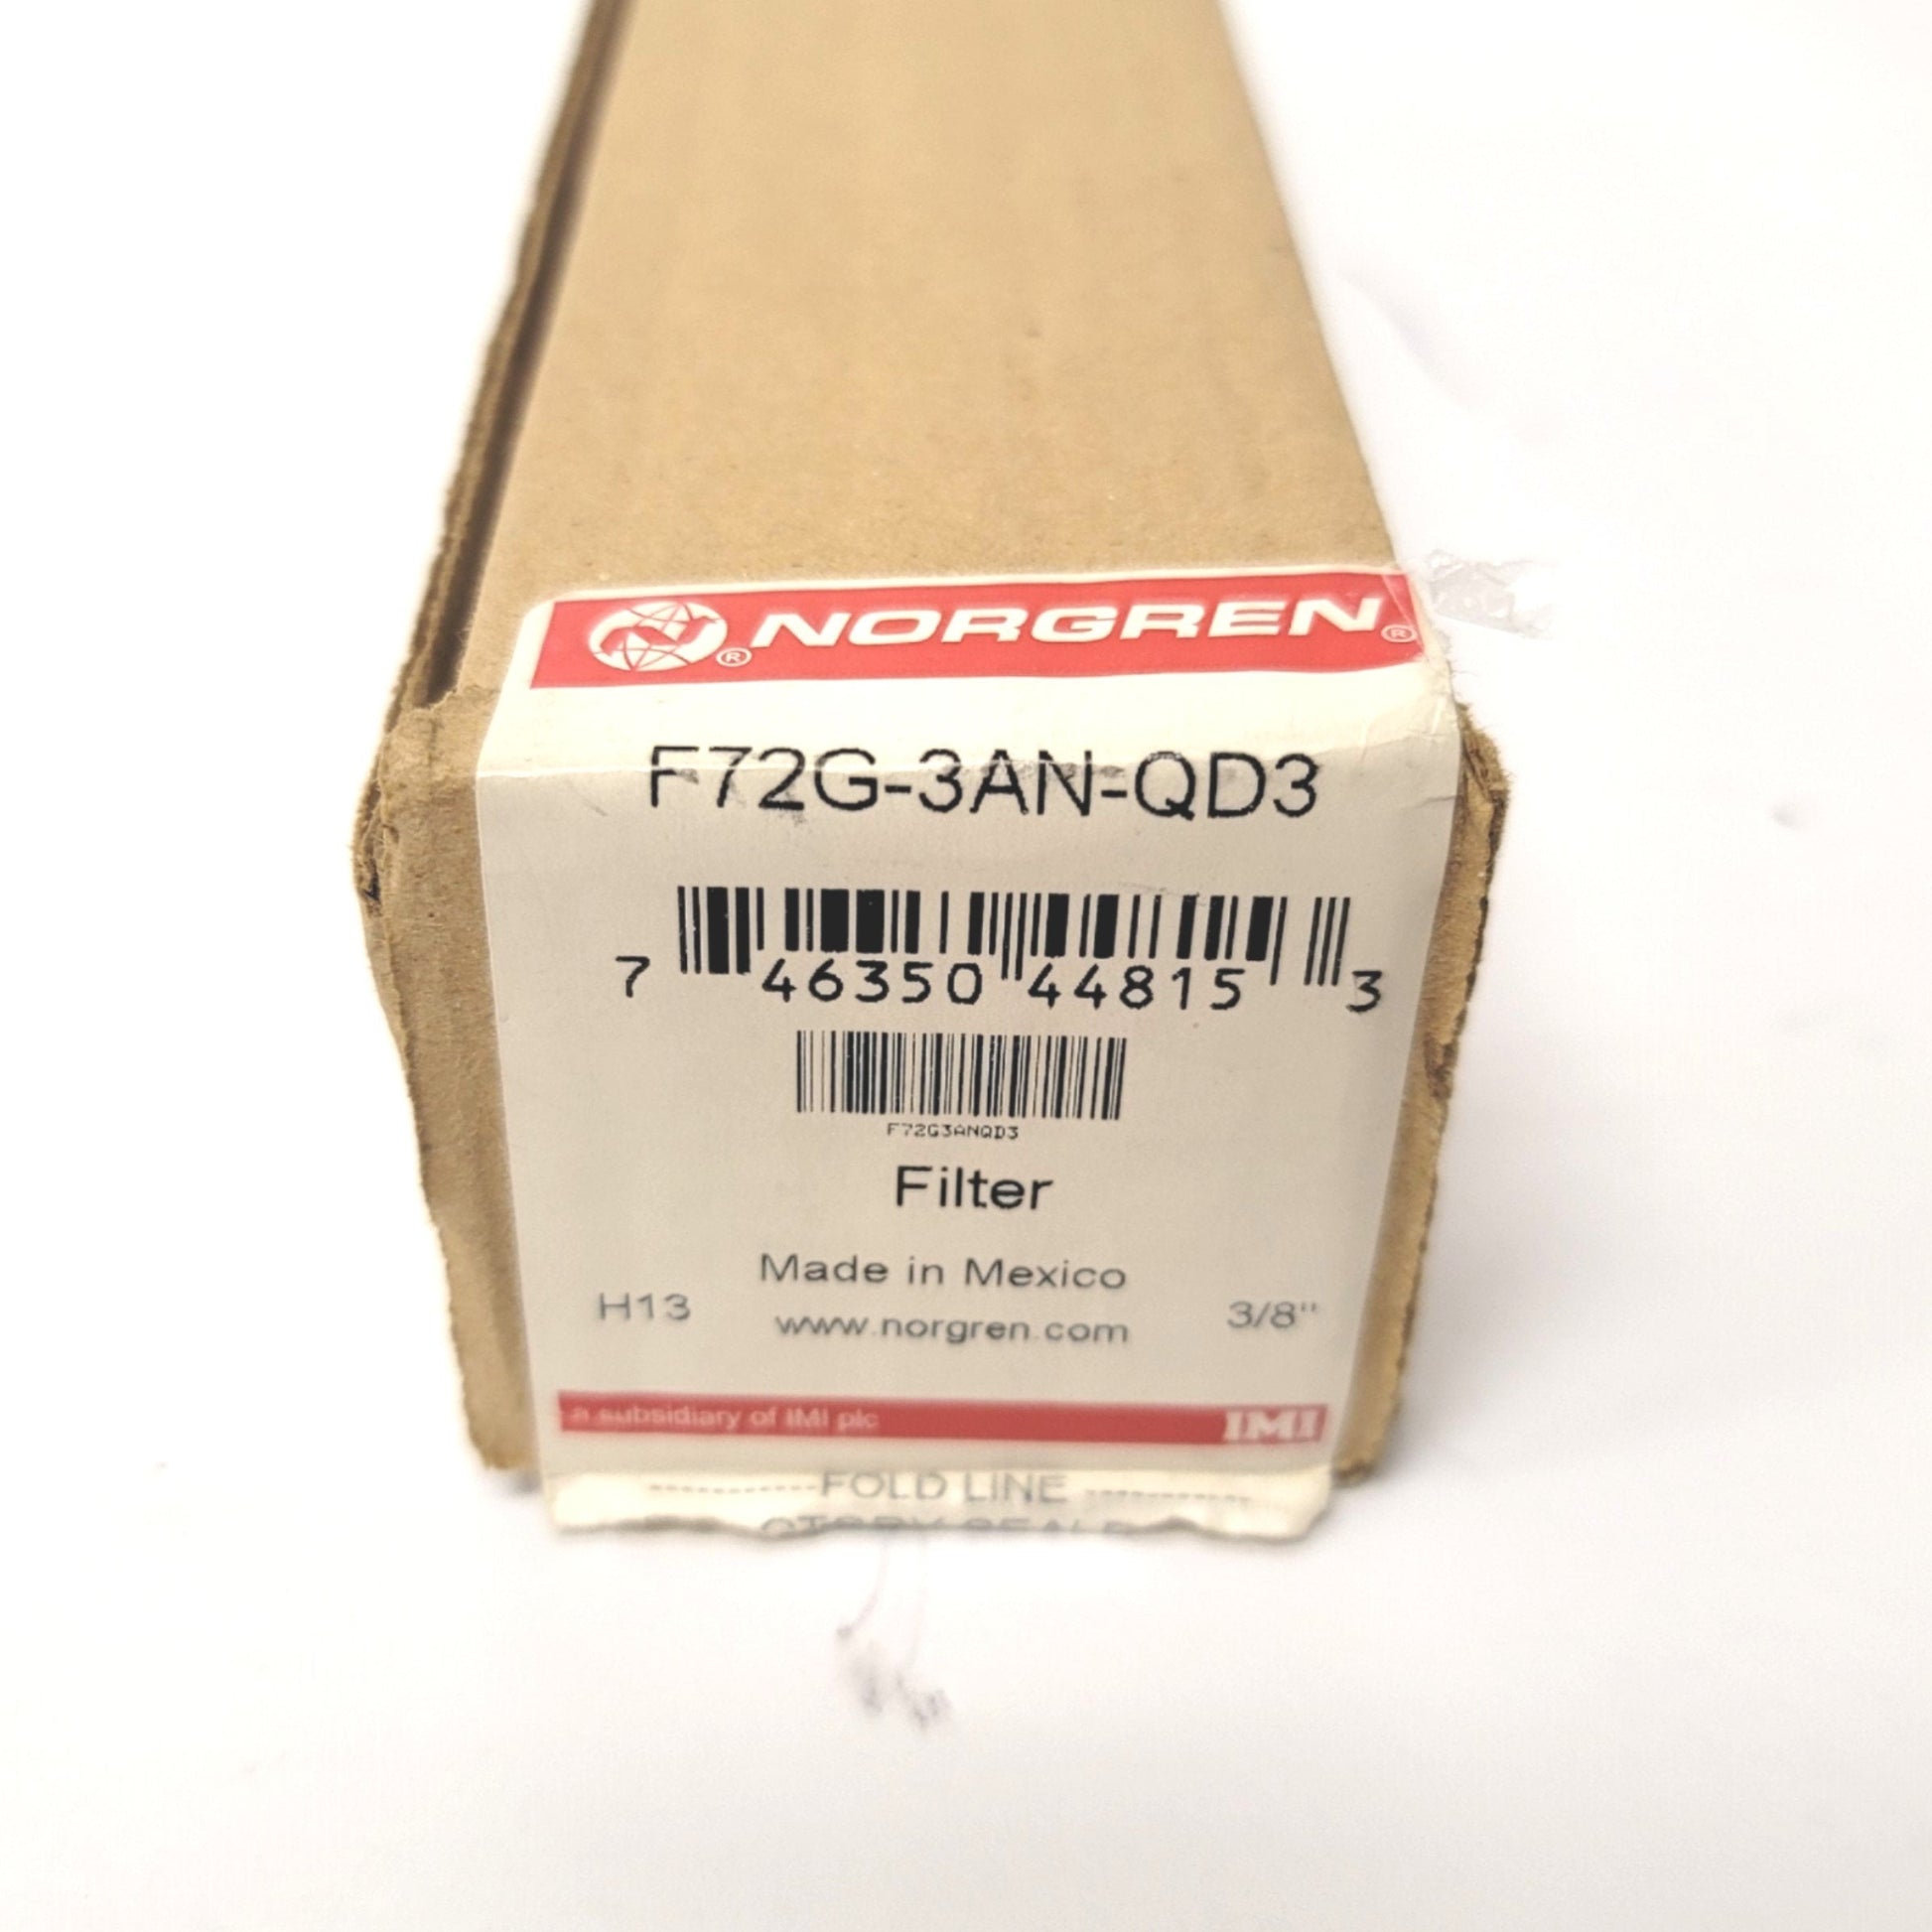 NORGREN®
F72G-3AN-QD3
7 46350 44815 3
F72G3ANQD3
Filter
Made in Mexico
H13 www.norgren.com 3/8"
a subsidiary of IMI plc IMI
-----------FOLD LINE-----------